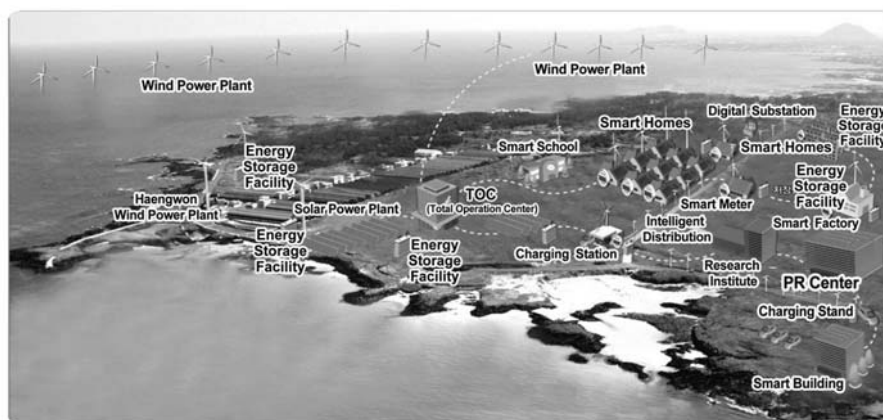 Wind Power Plant
Wind Power Plant
Digital Substation
Energy
Storage
Facility
Smart Homes
Smart School
Smart Homes
Energy
Storage
Facility
Energy
Storage
Facility
Haengwon
Wind Power Plant
Solar Power Plant
TOC
(Total Operation Center)
Smart Meter
Intelligent
Distribution
Smart Factory
Energy
Storage
Facility
Energy
Storage
Facility
Charging Station
Research
Institute
PR Center
Charging Stand
Smart Building